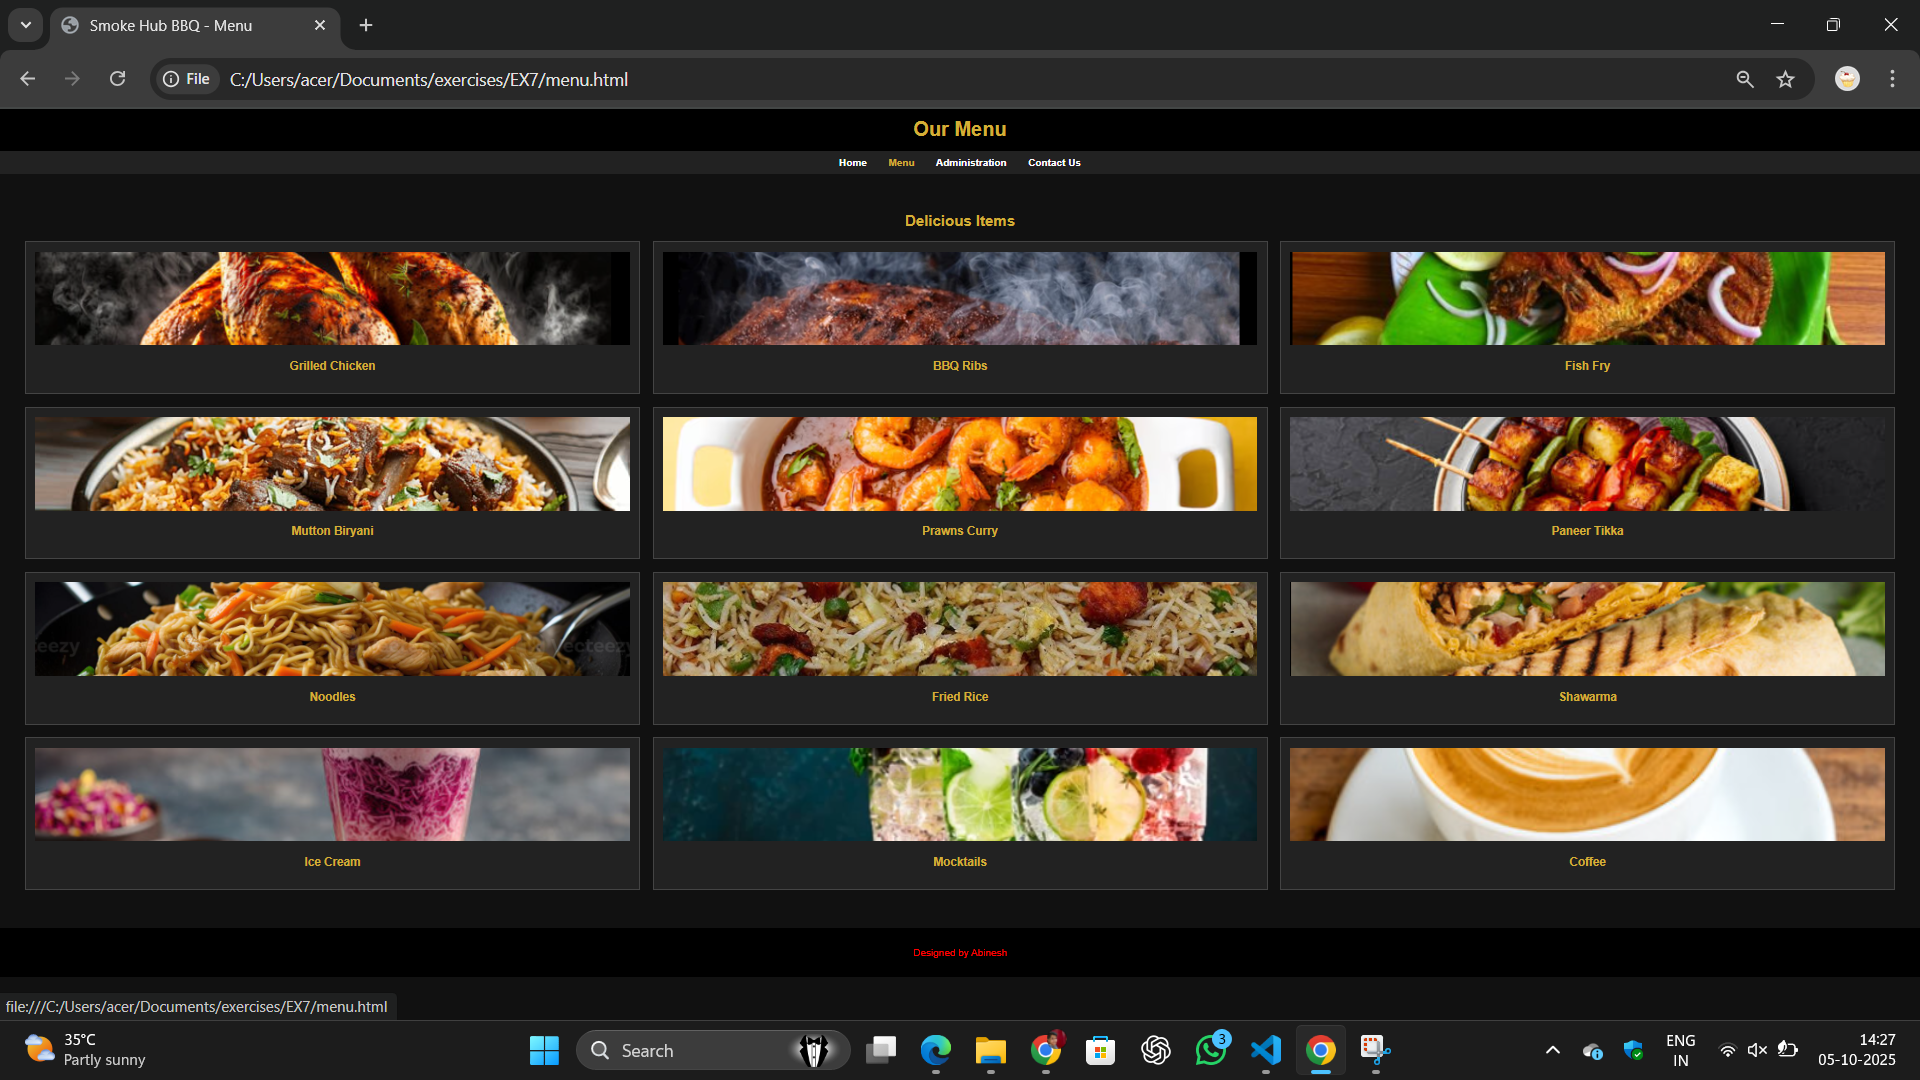 Smoke Hub BBQ - Menu
File
C:/Users/acer/Documents/exercises/EX7/menu.html
Our Menu
Home Menu Administration Contact Us
Delicious Items
Grilled Chicken BBQ Ribs Fish Fry
Mutton Biryani Prawns Curry Paneer Tikka
ecteezy
Noodles Fried Rice Shawarma
Ice Cream Mocktails Coffee
Designed by Abinesh
file:///C:/Users/acer/Documents/exercises/EX7/menu.html
35°C
Partly sunny
Search
3
ENG
IN
14:27
05-10-2025